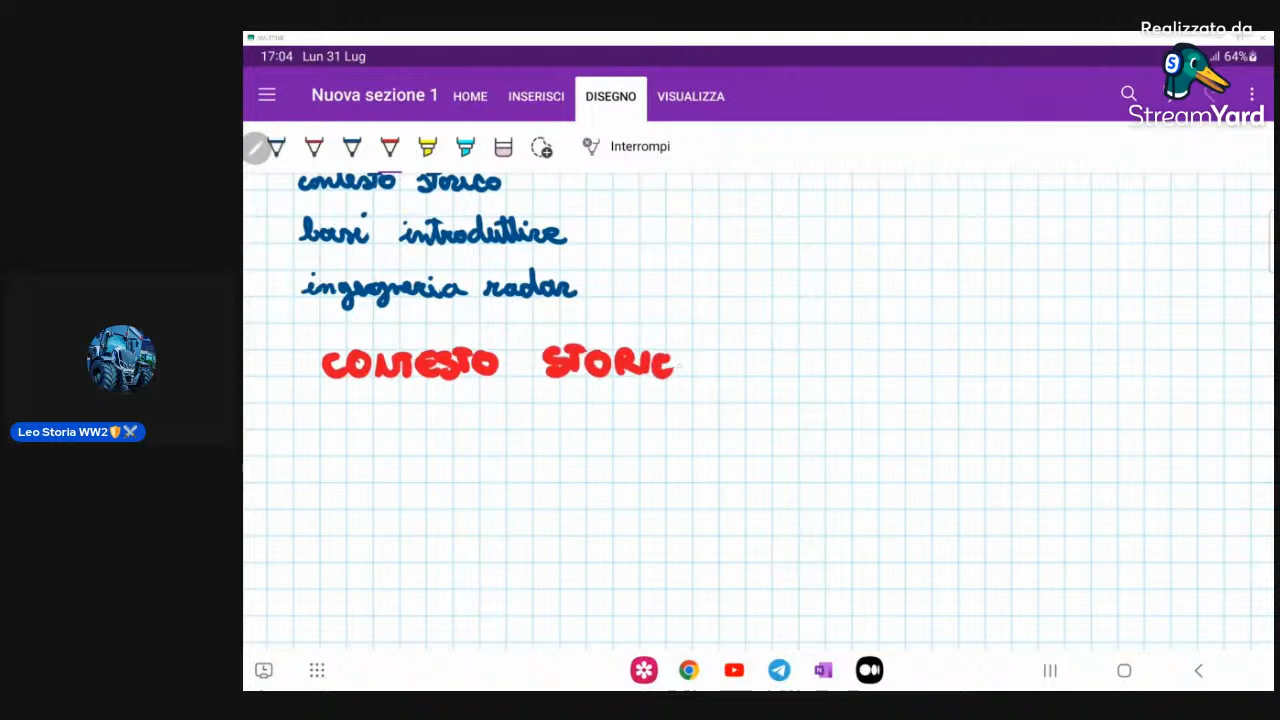 Realizzato da
StreamYard
17:04 Lun 31 Lug
64%
Nuova sezione 1 HOME INSERISCI DISEGNO VISUALIZZA
Interrompi
contesto storico
basi introduttive
ingegneria radar
CONTESTO STORIC
Leo Storia WW2